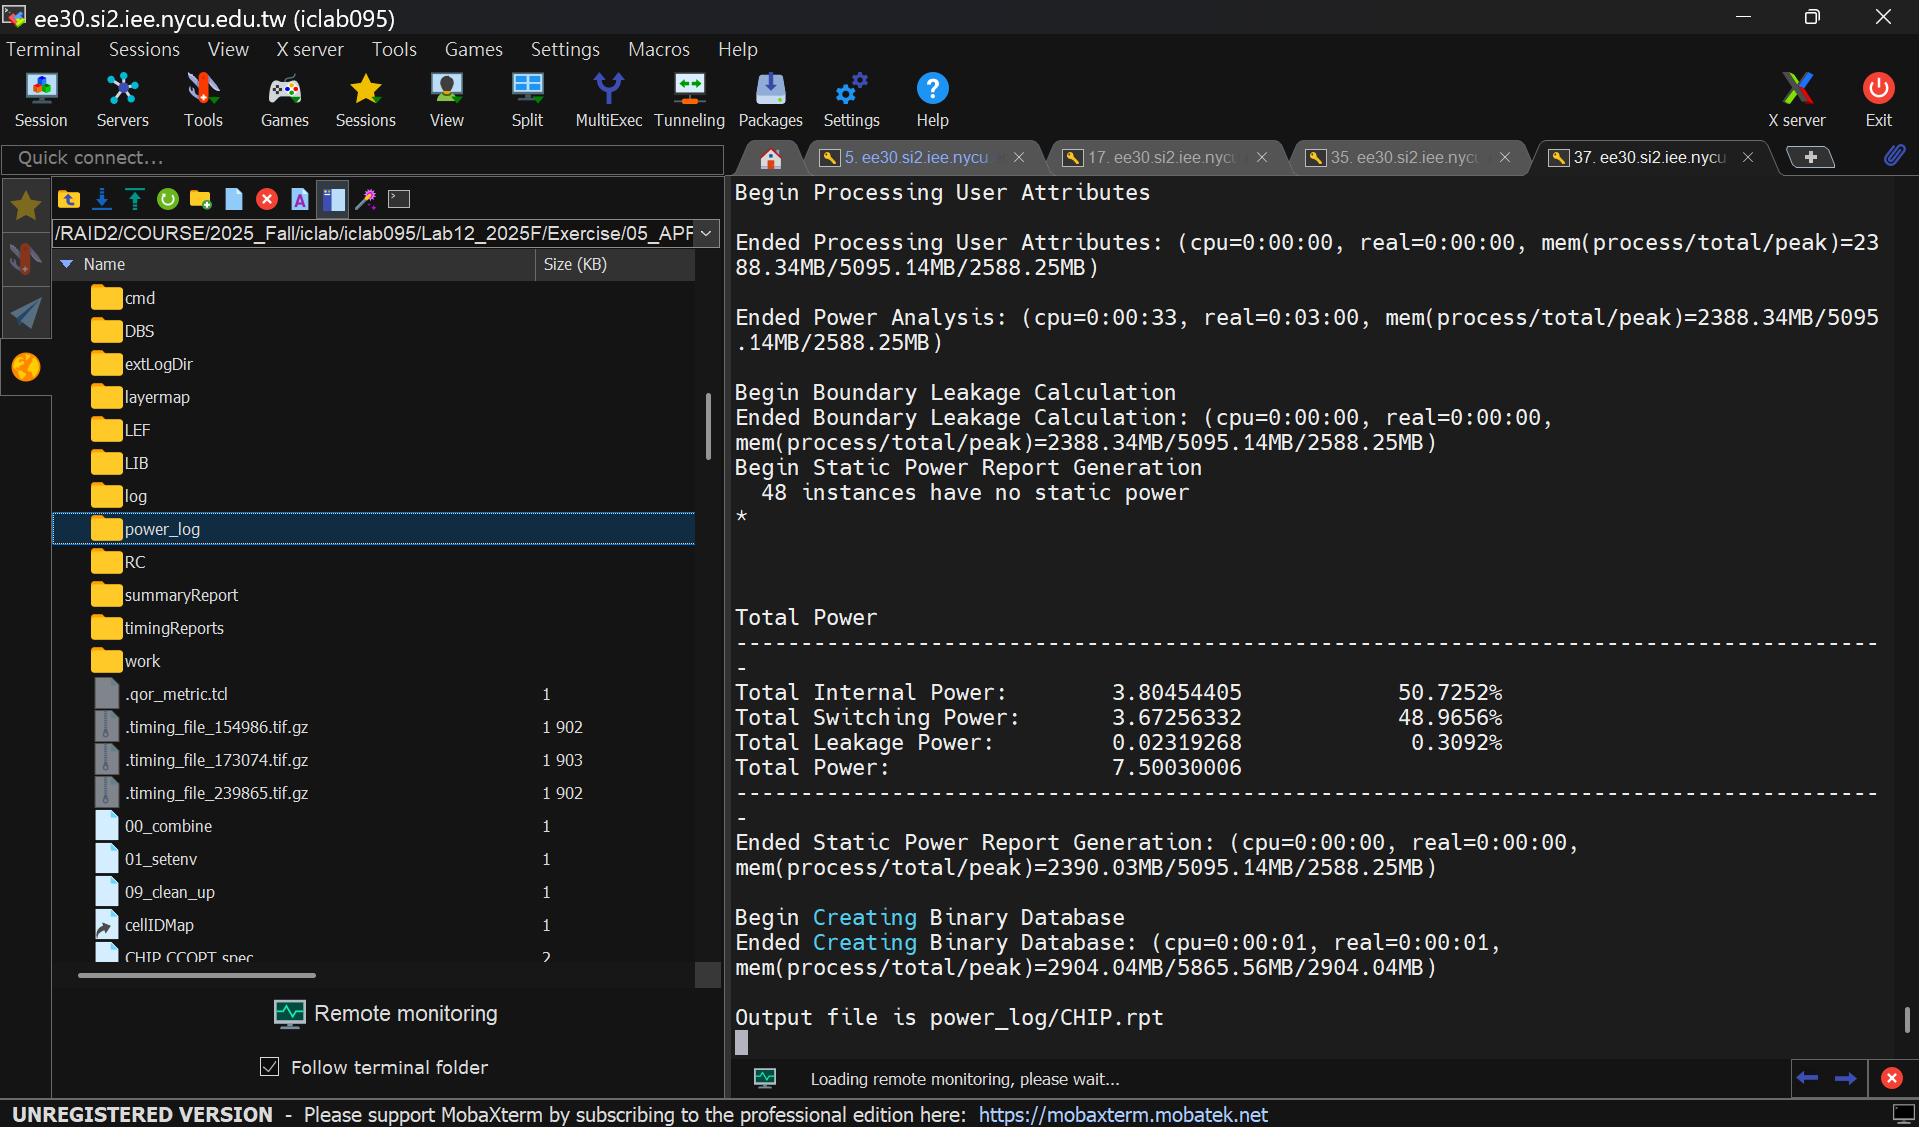 ee30.si2.iee.nycu.edu.tw (iclab095)
Terminal Sessions View X server Tools Games Settings Macros Help
Session Servers Tools Games Sessions View Split MultiExec Tunneling Packages Settings Help X server Exit
Quick connect...
5. ee30.si2.iee.nycu
17. ee30.si2.iee.nycu
35. ee30.si2.iee.nycu
37. ee30.si2.iee.nycu
/RAID2/COURSE/2025_Fall/iclab/iclab095/Lab12_2025F/Exercise/05_APR
Name Size (KB)
cmd
DBS
extLogDir
layermap
LEF
LIB
log
power_log
RC
summaryReport
timingReports
work
.qor_metric.tcl 1
.timing_file_154986.tif.gz 1 902
.timing_file_173074.tif.gz 1 903
.timing_file_239865.tif.gz 1 902
00_combine 1
01_setenv 1
09_clean_up 1
cellIDMap 1
CHIP_CCOPT.spec 2
Remote monitoring
Follow terminal folder
Begin Processing User Attributes
Ended Processing User Attributes: (cpu=0:00:00, real=0:00:00, mem(process/total/peak)=23
88.34MB/5095.14MB/2588.25MB)
Ended Power Analysis: (cpu=0:00:33, real=0:03:00, mem(process/total/peak)=2388.34MB/5095
.14MB/2588.25MB)
Begin Boundary Leakage Calculation
Ended Boundary Leakage Calculation: (cpu=0:00:00, real=0:00:00,
mem(process/total/peak)=2388.34MB/5095.14MB/2588.25MB)
Begin Static Power Report Generation
48 instances have no static power
*
Total Power
----------------------------------------------------------------------------------------
-
Total Internal Power: 3.80454405 50.7252%
Total Switching Power: 3.67256332 48.9656%
Total Leakage Power: 0.02319268 0.3092%
Total Power: 7.50030006
----------------------------------------------------------------------------------------
-
Ended Static Power Report Generation: (cpu=0:00:00, real=0:00:00,
mem(process/total/peak)=2390.03MB/5095.14MB/2588.25MB)
Begin Creating Binary Database
Ended Creating Binary Database: (cpu=0:00:01, real=0:00:01,
mem(process/total/peak)=2904.04MB/5865.56MB/2904.04MB)
Output file is power_log/CHIP.rpt
Loading remote monitoring, please wait...
UNREGISTERED VERSION - Please support MobaXterm by subscribing to the professional edition here: https://mobaxterm.mobatek.net